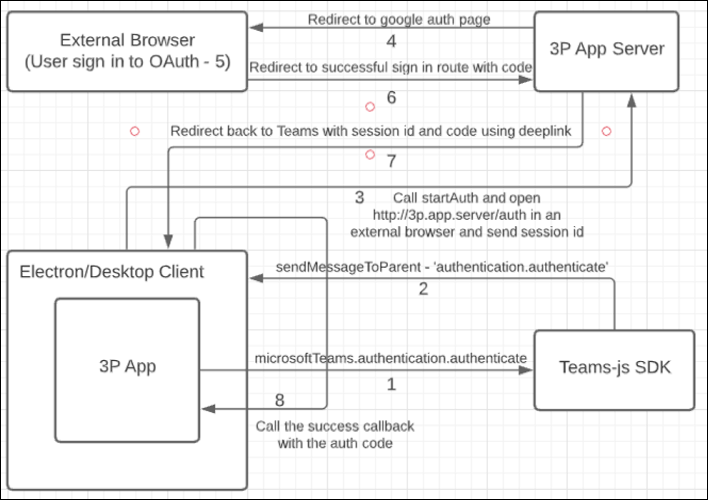 Redirect to google auth page
4
External Browser
(User sign in to OAuth - 5)
3P App Server
Redirect to successful sign in route with code
6
Redirect back to Teams with session id and code using deeplink
7
3 Call startAuth and open
http://3p.app.server/auth in an
external browser and send session id
Electron/Desktop Client
sendMessageToParent - 'authentication.authenticate'
2
3P App
microsoftTeams.authentication.authenticate
1
Teams-js SDK
8
Call the success callback
with the auth code